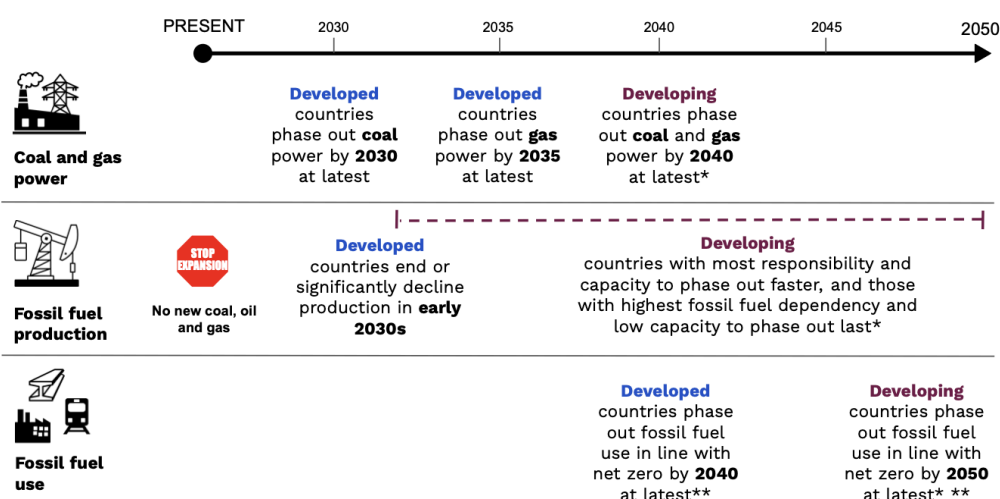 PRESENT
2030
2035
2040
2045
2050
Coal and gas
power
Developed
countries
phase out coal
power by 2030
at latest
Developed
countries
phase out gas
power by 2035
at latest
Developing
countries phase
out coal and gas
power by 2040
at latest*
Fossil fuel
production
STOP
EXPANSION
No new coal, oil
and gas
Developed
countries end or
significantly decline
production in early
2030s
Developing
countries with most responsibility and
capacity to phase out faster, and those
with highest fossil fuel dependency and
low capacity to phase out last*
Fossil fuel
use
Developed
countries phase
out fossil fuel
use in line with
net zero by 2040
at latest**
Developing
countries phase
out fossil fuel
use in line with
net zero by 2050
at latest* **